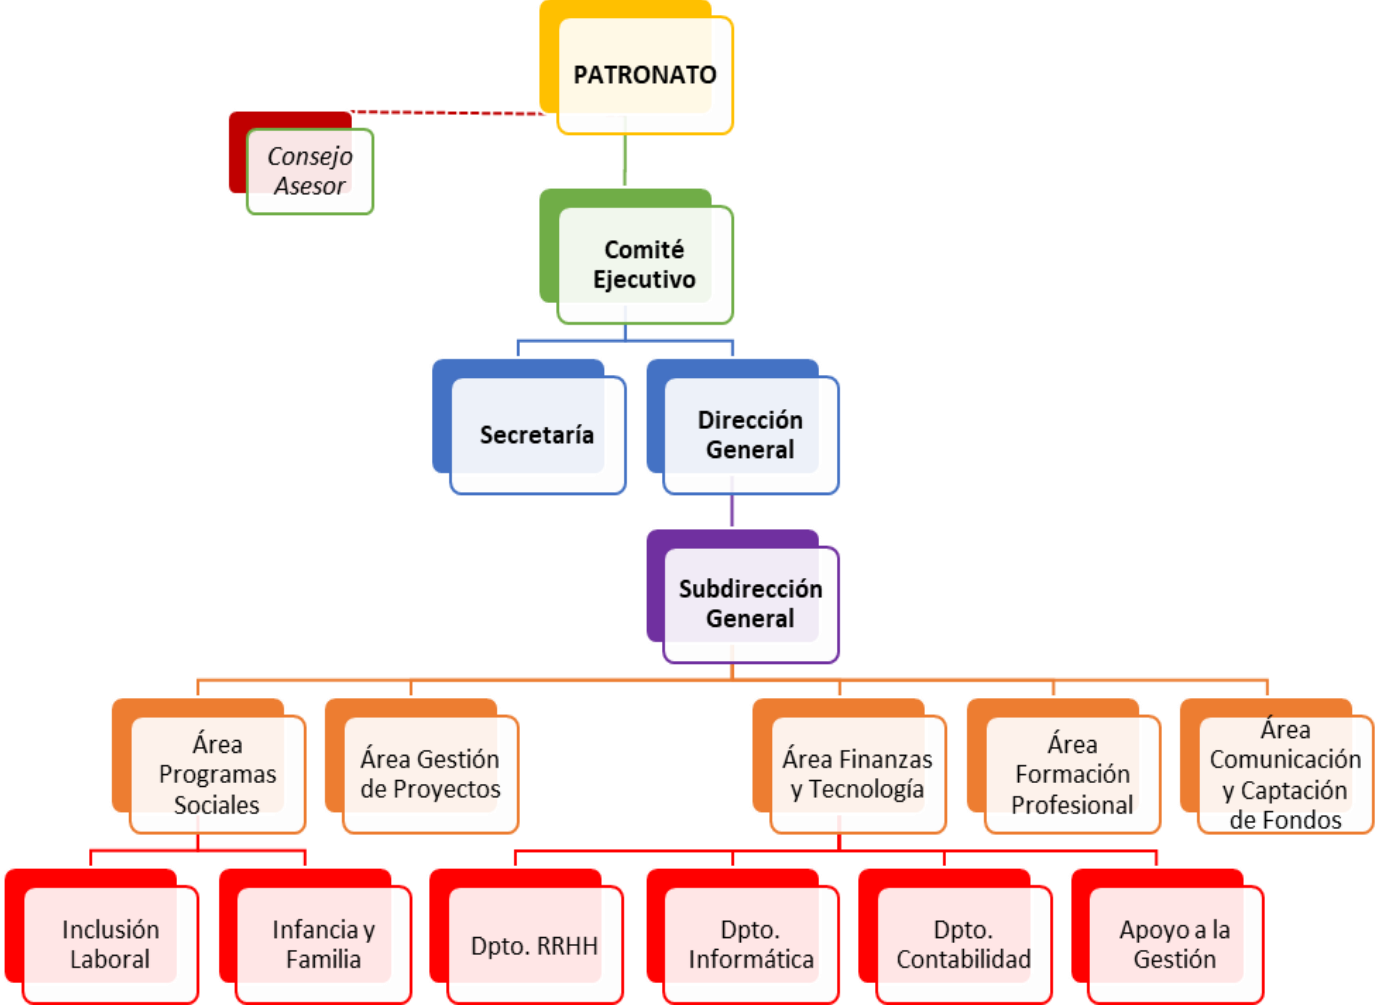 PATRONATO
Consejo
Asesor
Comité
Ejecutivo
Secretaría
Dirección
General
Subdirección
General
Área
Programas
Sociales
Área Gestión
de Proyectos
Área Finanzas
y Tecnología
Área
Formación
Profesional
Área
Comunicación
y Captación
de Fondos
Inclusión
Laboral
Infancia y
Familia
Dpto. RRHH
Dpto.
Informática
Dpto.
Contabilidad
Apoyo a la
Gestión